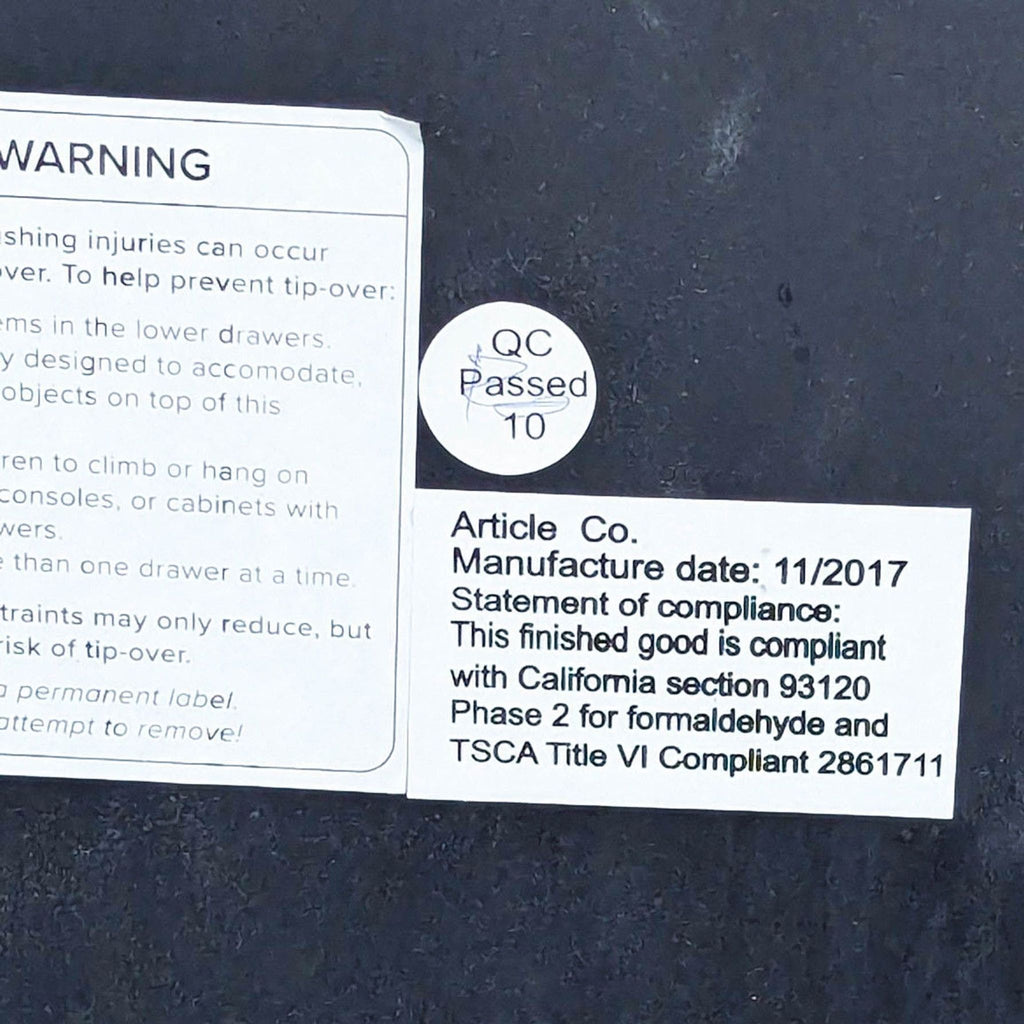 WARNING
shing injuries can occur
ver. To help prevent tip-over:
ems in the lower drawers.
y designed to accomodate,
objects on top of this
ren to climb or hang on
consoles, or cabinets with
wers.
e than one drawer at a time.
traints may only reduce, but
risk of tip-over.
a permanent label.
attempt to remove!
QC
Passed
10
Article Co.
Manufacture date: 11/2017
Statement of compliance:
This finished good is compliant
with California section 93120
Phase 2 for formaldehyde and
TSCA Title VI Compliant 2861711